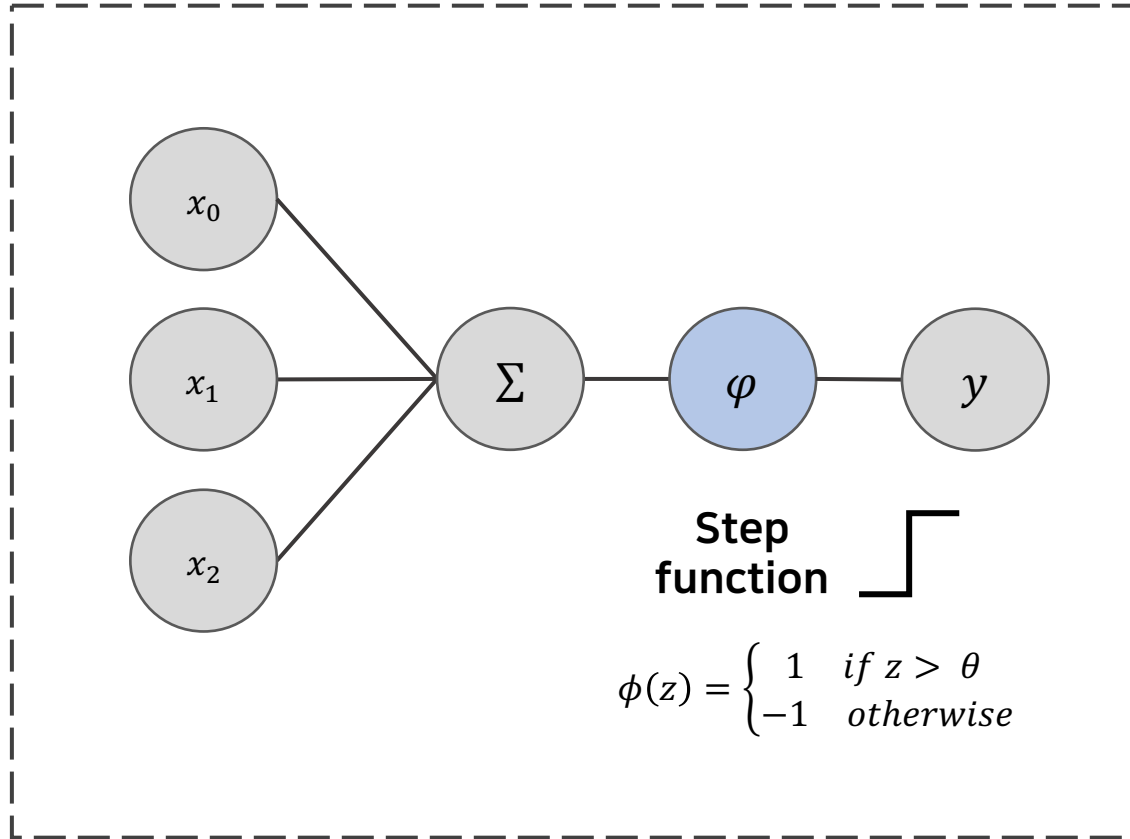 x₀
x₁
x₂
Σ
φ
y
Step
function
ϕ(z) = { 1 if z > θ
−1 otherwise